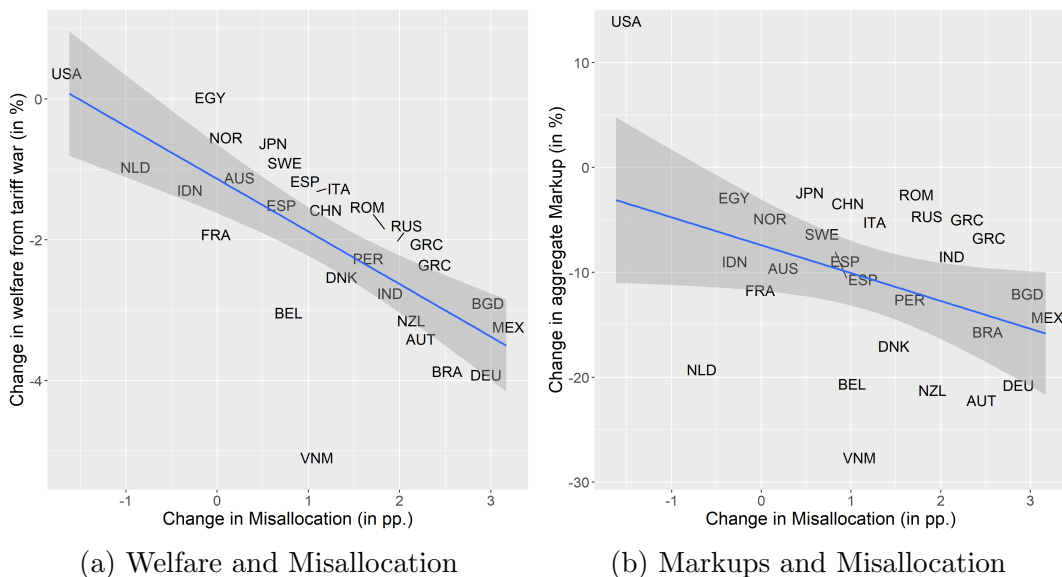 USA
EGY
NOR
JPN
SWE
NLD
AUS
ESP
ITA
IDN
ESP
CHN
ROM
FRA
RUS
GRC
PER
GRC
DNK
IND
BGD
BEL
NZL
MEX
AUT
BRA
DEU
VNM
0
-2
-4
-1
0
1
2
3
Change in welfare from tariff war (in %)
Change in Misallocation (in pp.)
(a) Welfare and Misallocation
USA
JPN
ROM
EGY
CHN
NOR
ITA
RUS
GRC
SWE
GRC
IND
IDN
AUS
ESP
ESP
FRA
PER
BGD
MEX
BRA
DNK
NLD
BEL
NZL
DEU
AUT
VNM
10
0
-10
-20
-30
-1
0
1
2
3
Change in aggregate Markup (in %)
Change in Misallocation (in pp.)
(b) Markups and Misallocation